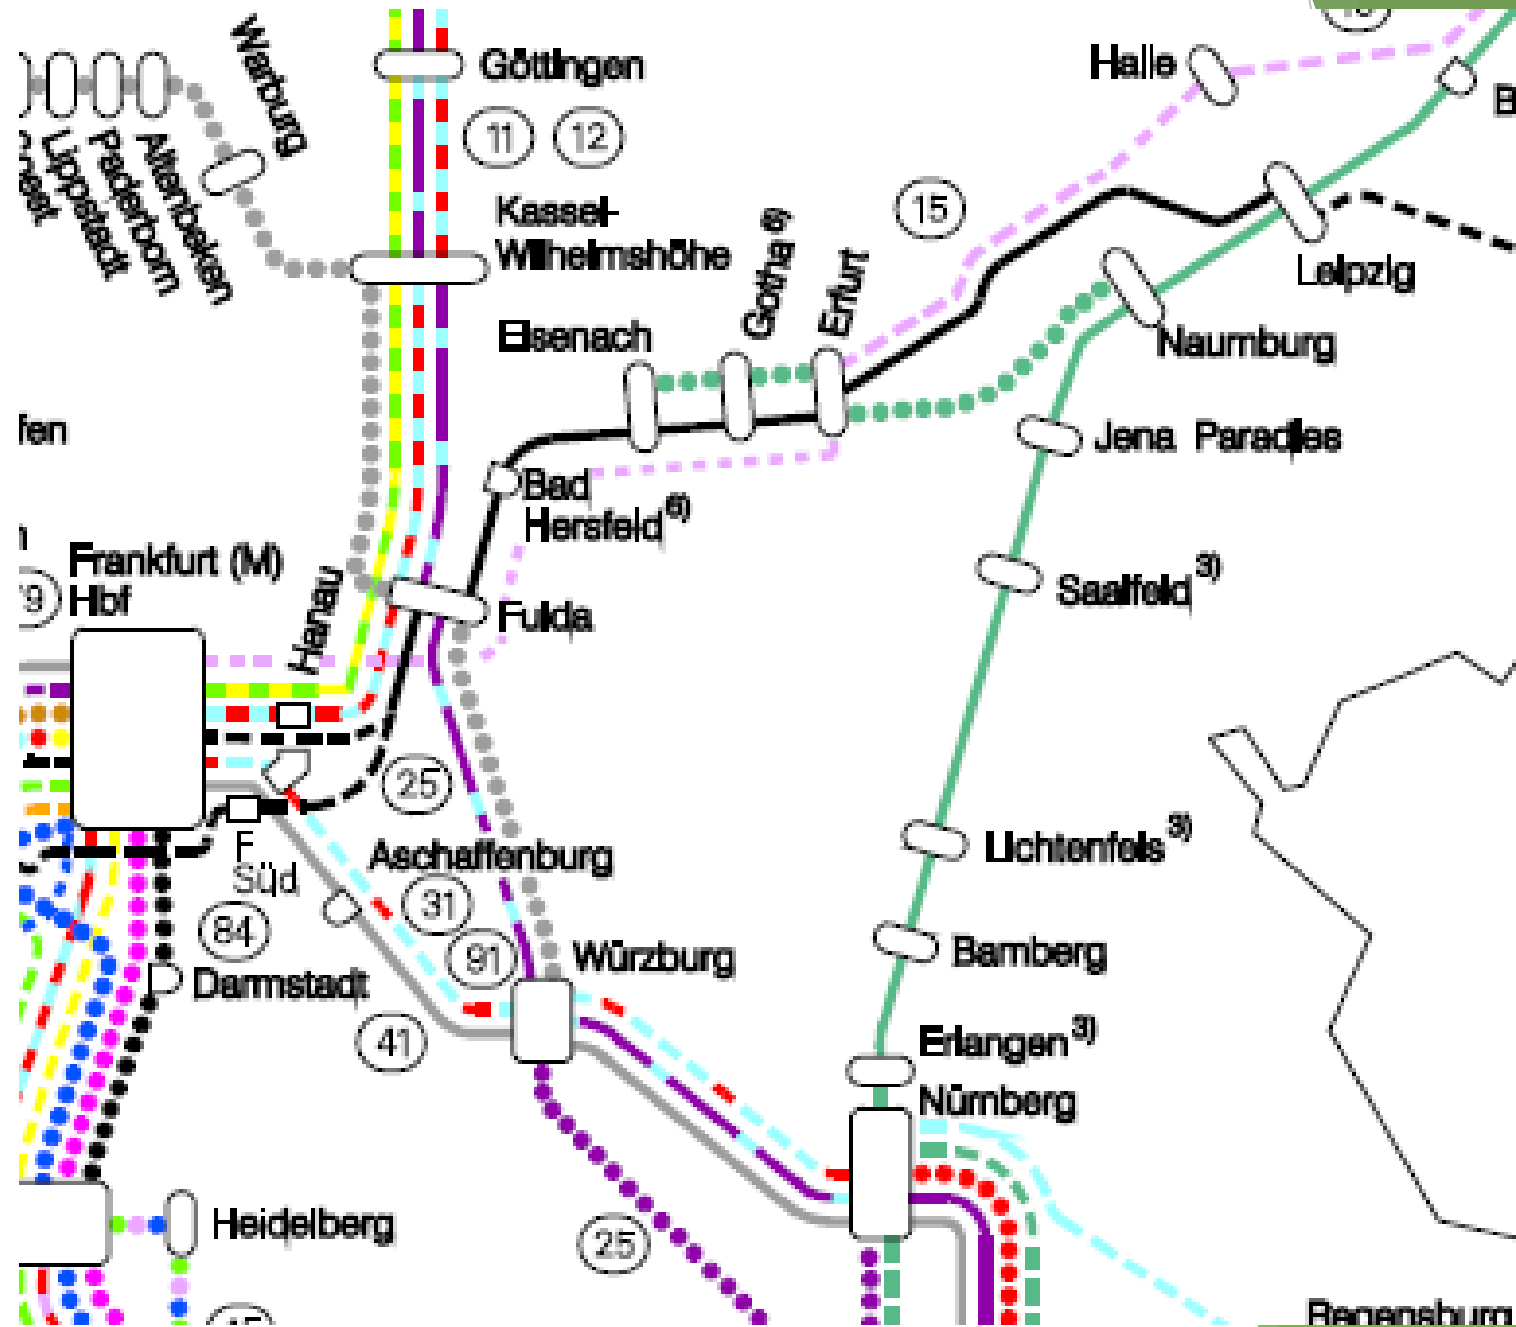 Göttingen
Halle
Warburg
11
12
Lippstadt
Paderborn
Altenbeken
Kassel-
Wilhelmshöhe
15
Gotha 6)
Erfurt
Leipzig
Eisenach
Naumburg
fen
Jena Paradies
Bad
Hersfeld 6)
Frankfurt (M)
Hbf
Hanau
Saalfeld 3)
Fulda
25
F
Süd
Aschaffenburg
Lichtenfels 3)
31
84
91
Würzburg
Bamberg
Darmstadt
41
Erlangen 3)
Nürnberg
Heidelberg
25
Regensburg